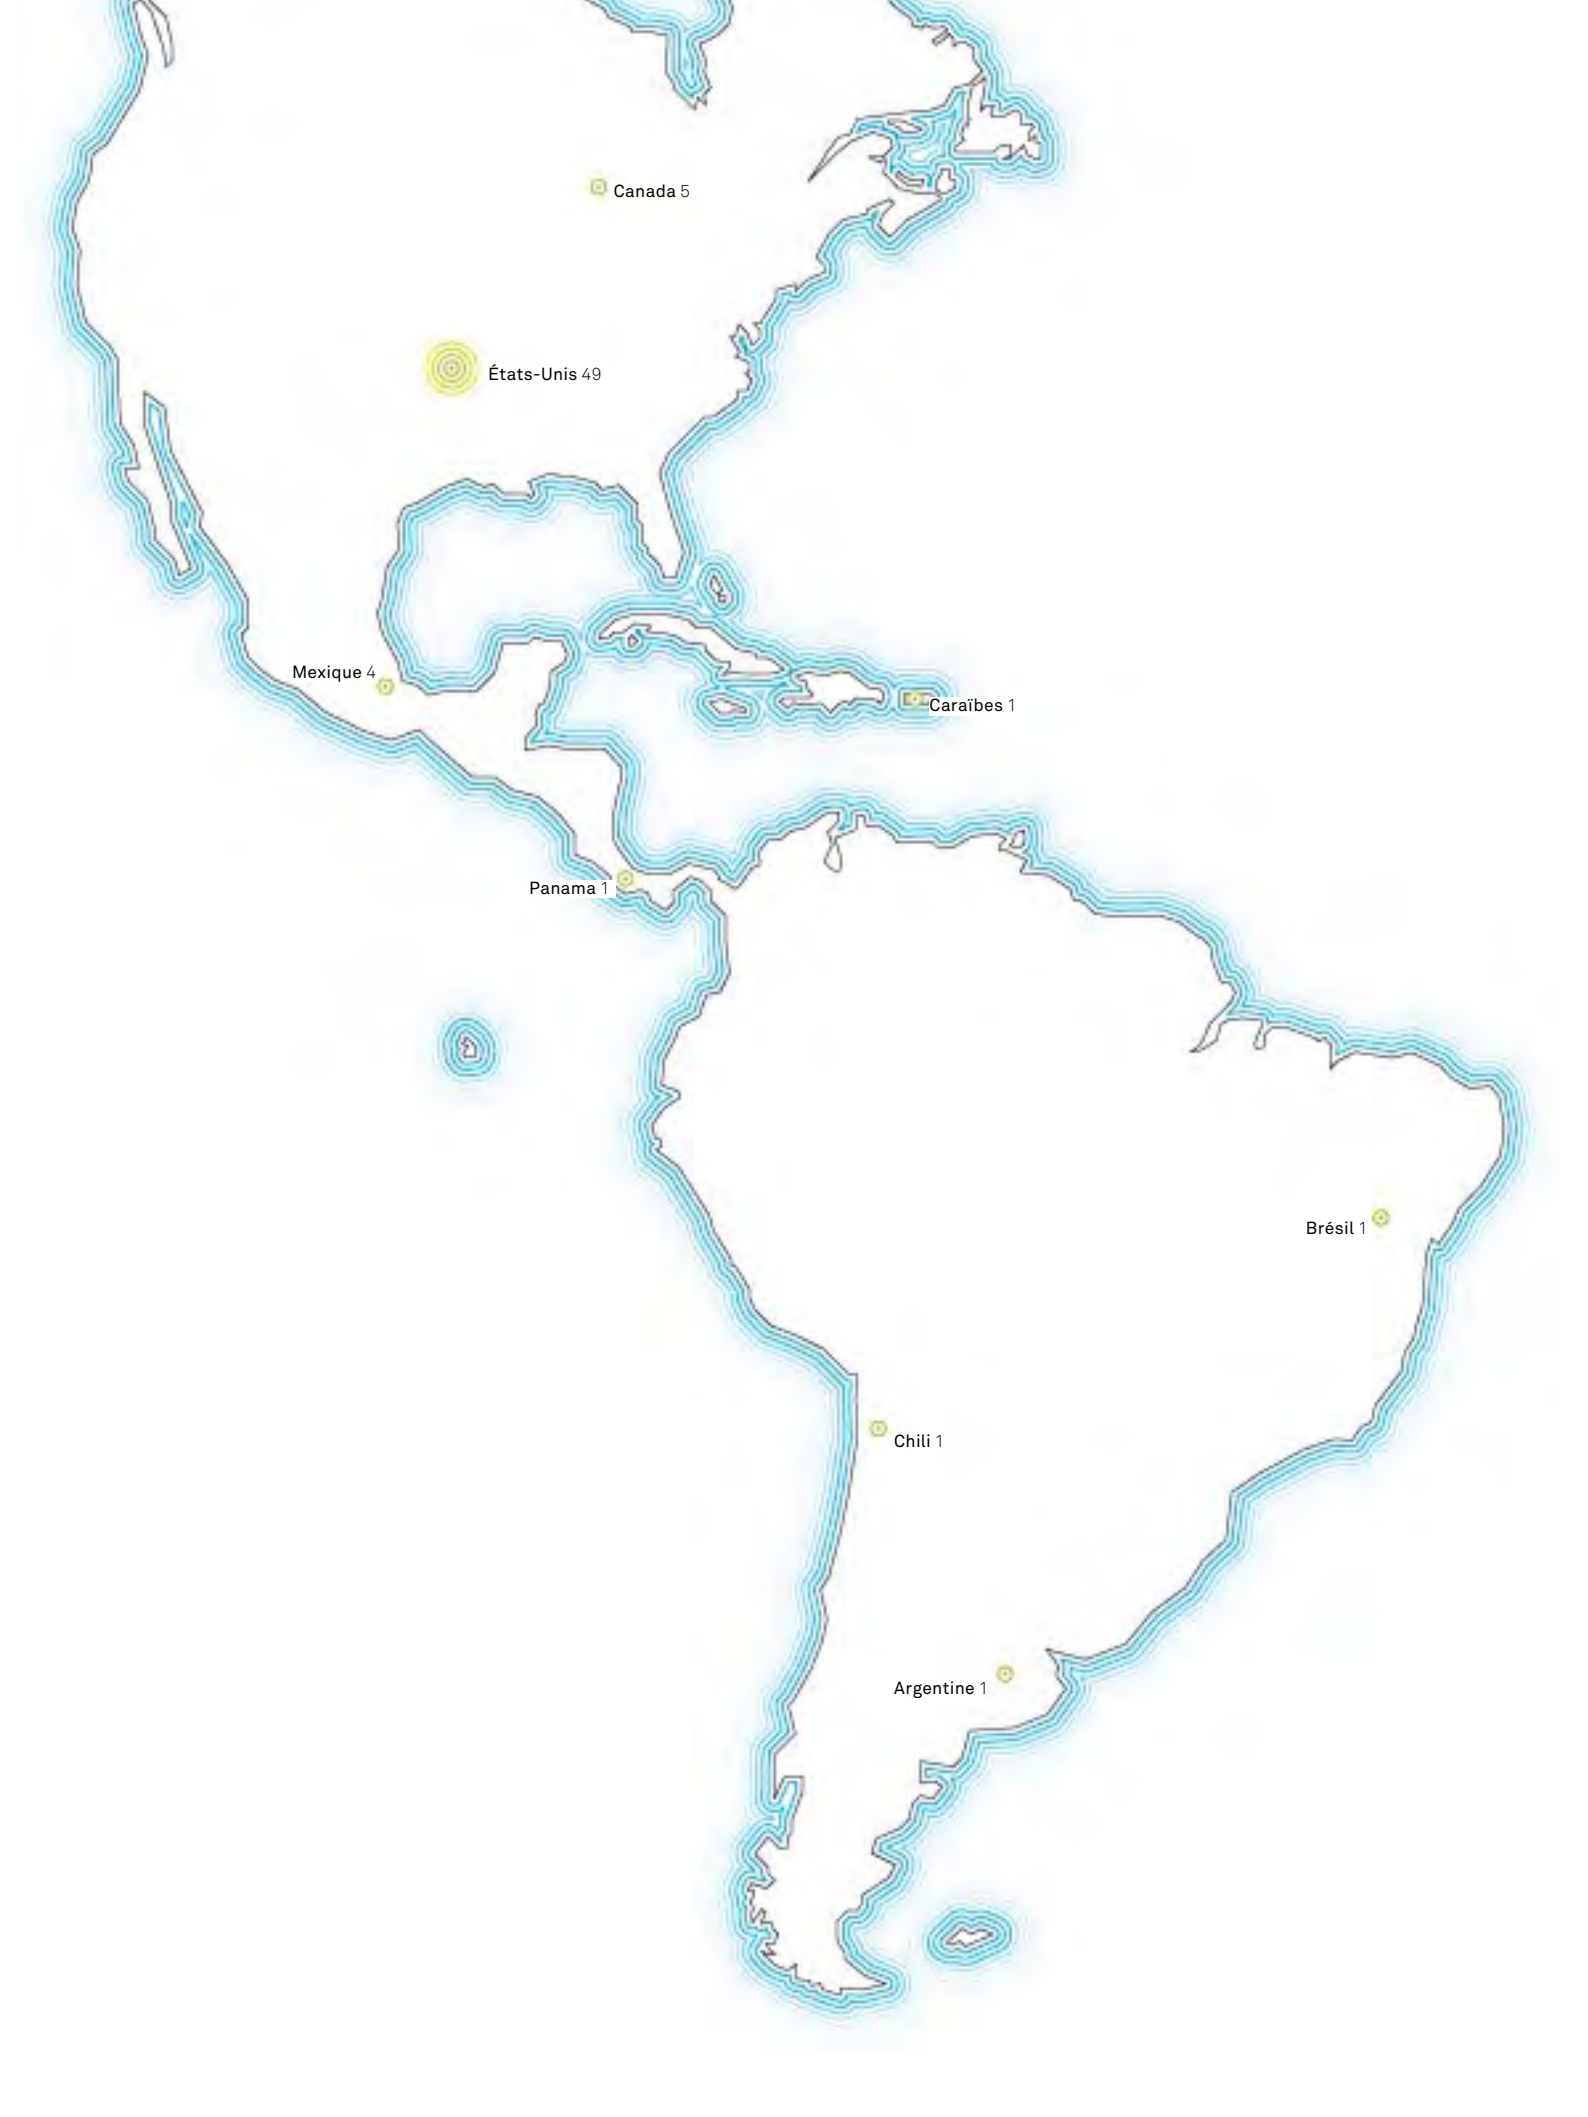 Canada 5
États-Unis 49
Mexique 4
Caraïbes 1
Panama 1
Brésil 1
Chili 1
Argentine 1